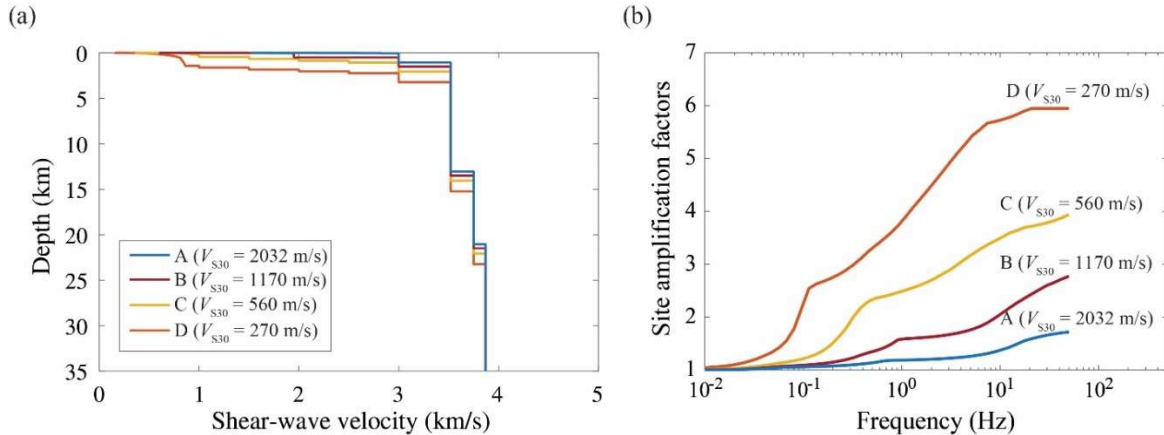 (a)
0
5
10
15
20
25
30
35
Depth (km)
A (VS30 = 2032 m/s)
B (VS30 = 1170 m/s)
C (VS30 = 560 m/s)
D (VS30 = 270 m/s)
0 1 2 3 4 5
Shear-wave velocity (km/s)
(b)
7
6
5
4
3
2
1
Site amplification factors
D (VS30 = 270 m/s)
C (VS30 = 560 m/s)
B (VS30 = 1170 m/s)
A (VS30 = 2032 m/s)
10-2 10-1 100 101 102
Frequency (Hz)